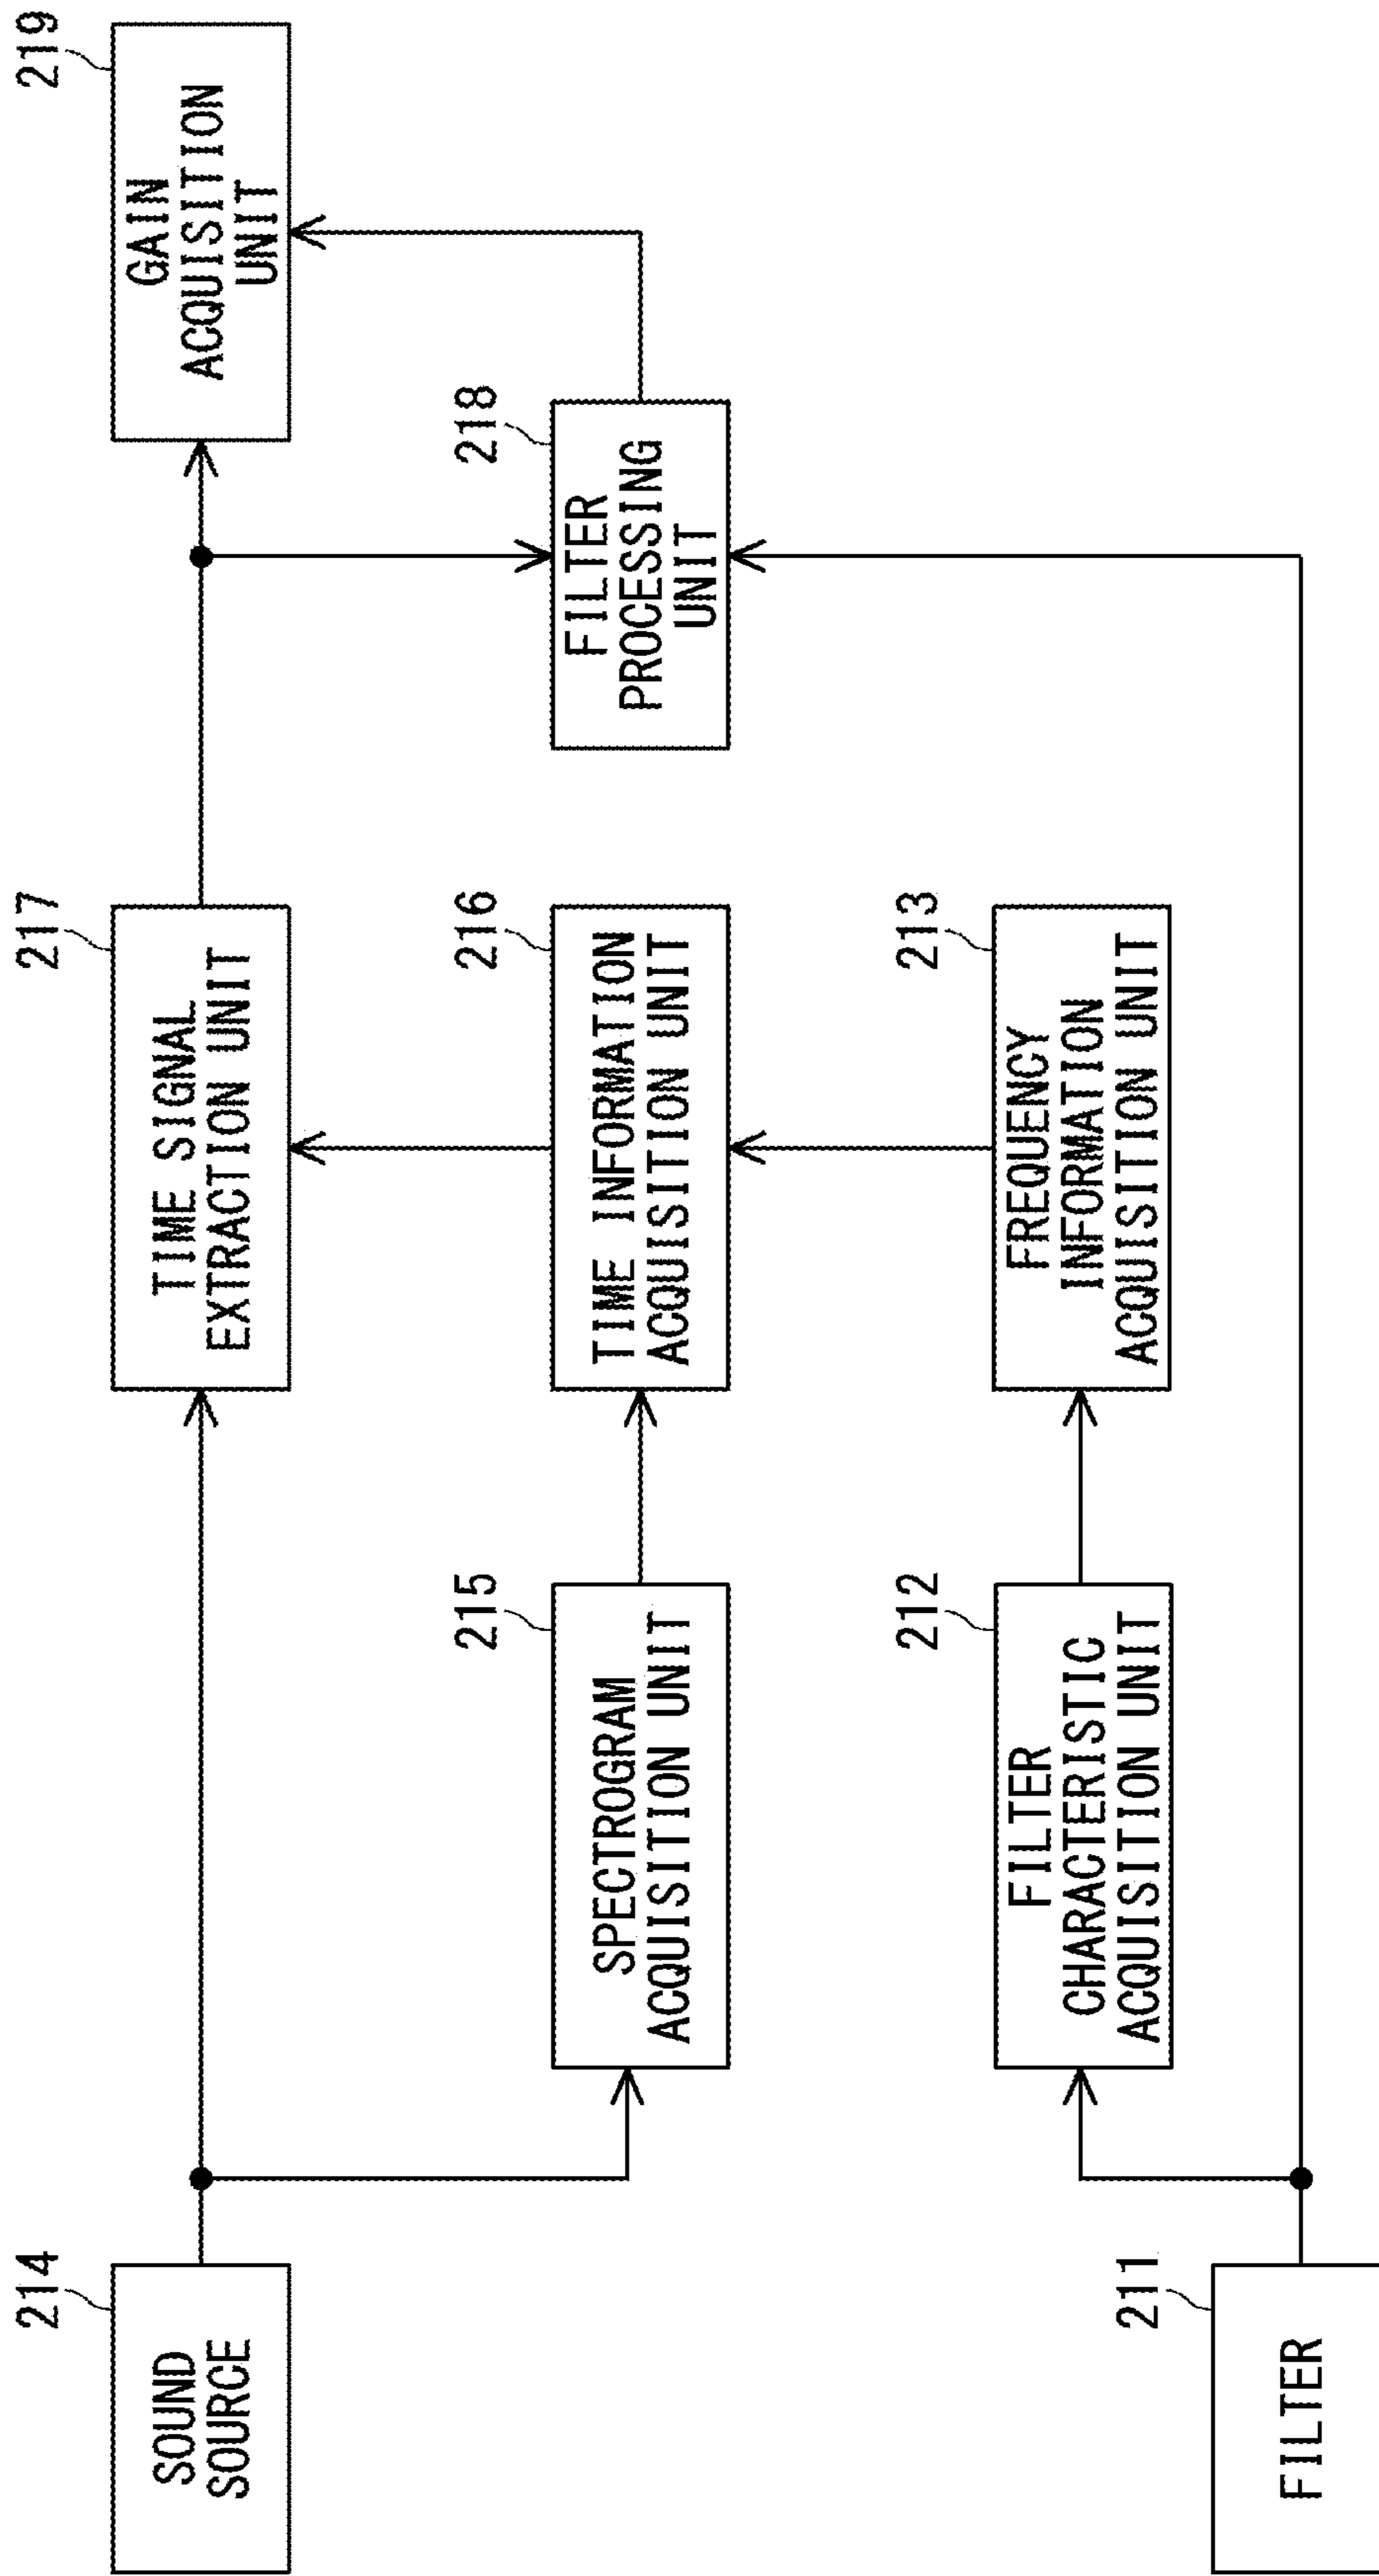 214
SOUND
SOURCE
217
TIME SIGNAL
EXTRACTION UNIT
219
GAIN
ACQUISITION
UNIT
215
SPECTROGRAM
ACQUISITION UNIT
216
TIME INFORMATION
ACQUISITION UNIT
218
FILTER
PROCESSING
UNIT
212
FILTER
CHARACTERISTIC
ACQUISITION UNIT
213
FREQUENCY
INFORMATION
ACQUISITION UNIT
211
FILTER